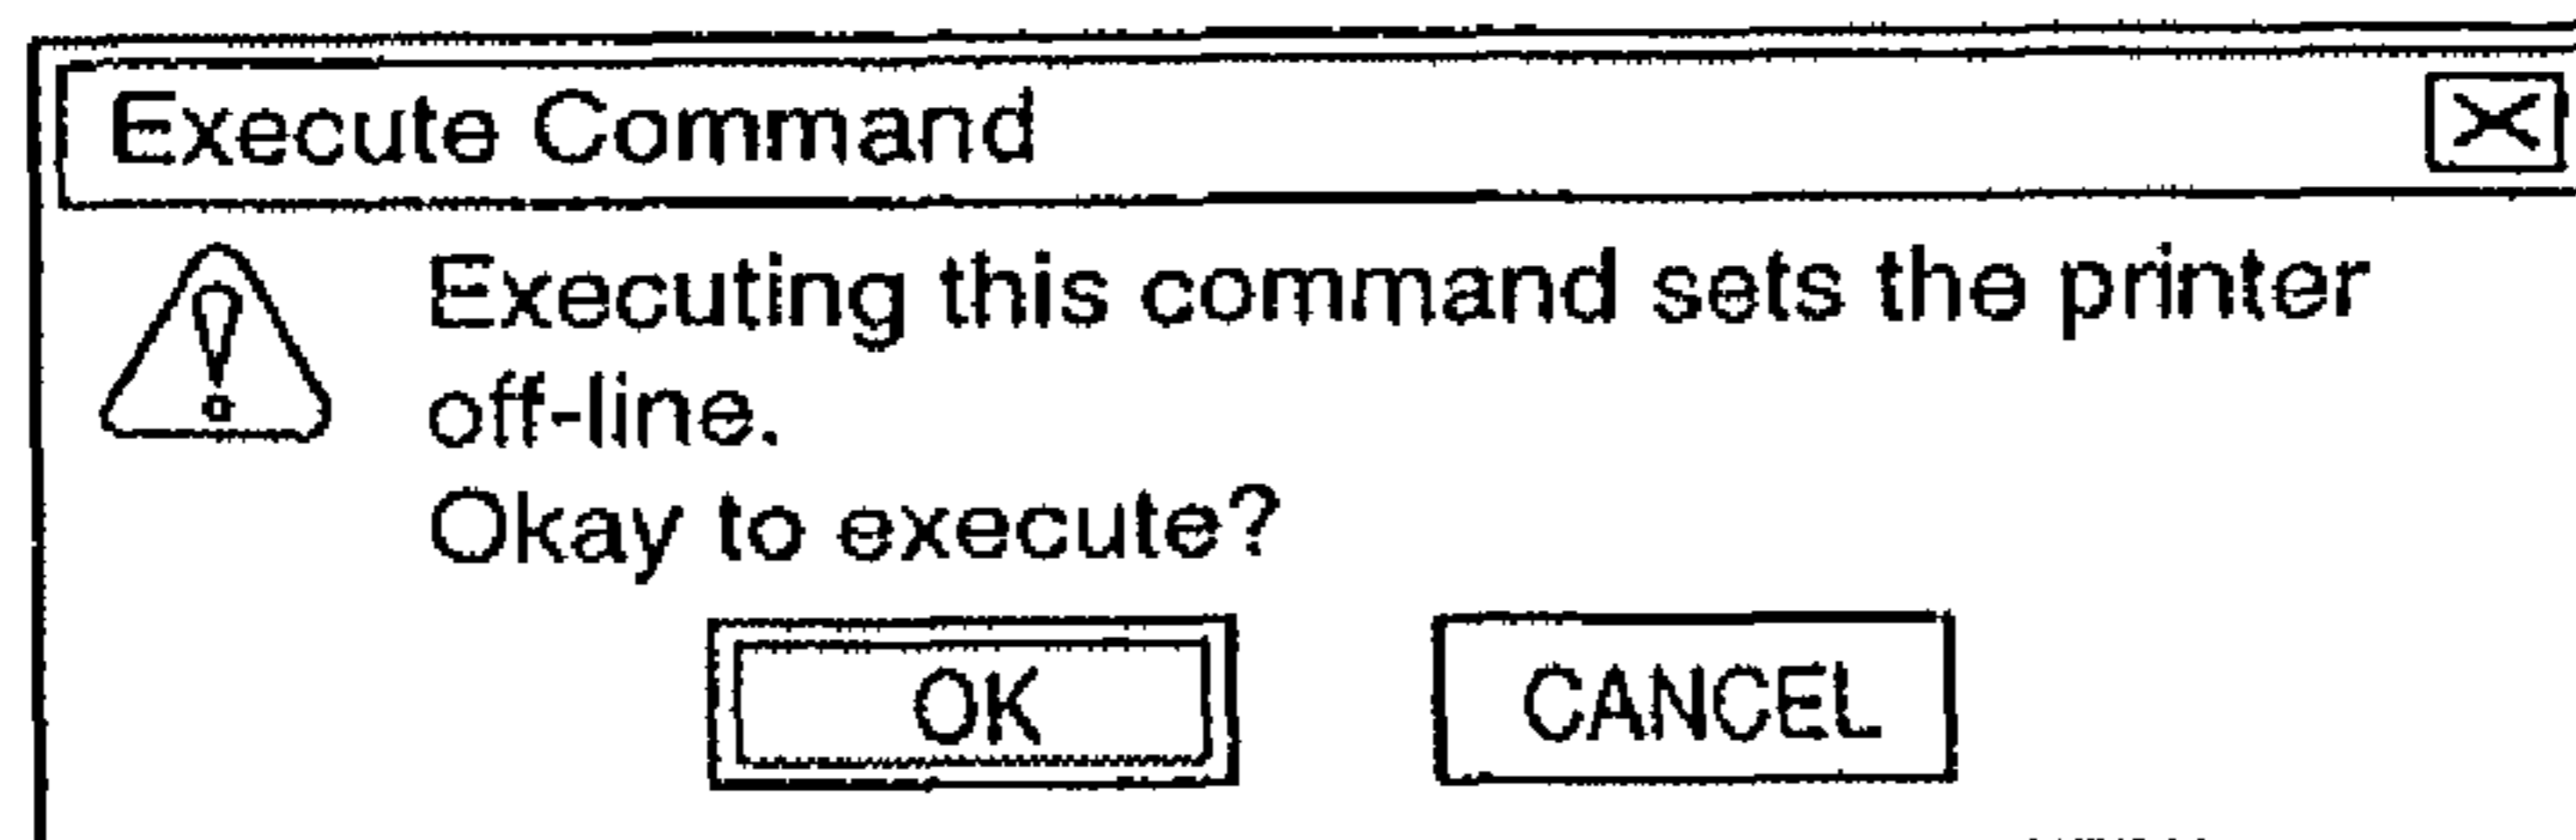 Execute Command
Executing this command sets the printer
off-line.
Okay to execute?
OK CANCEL